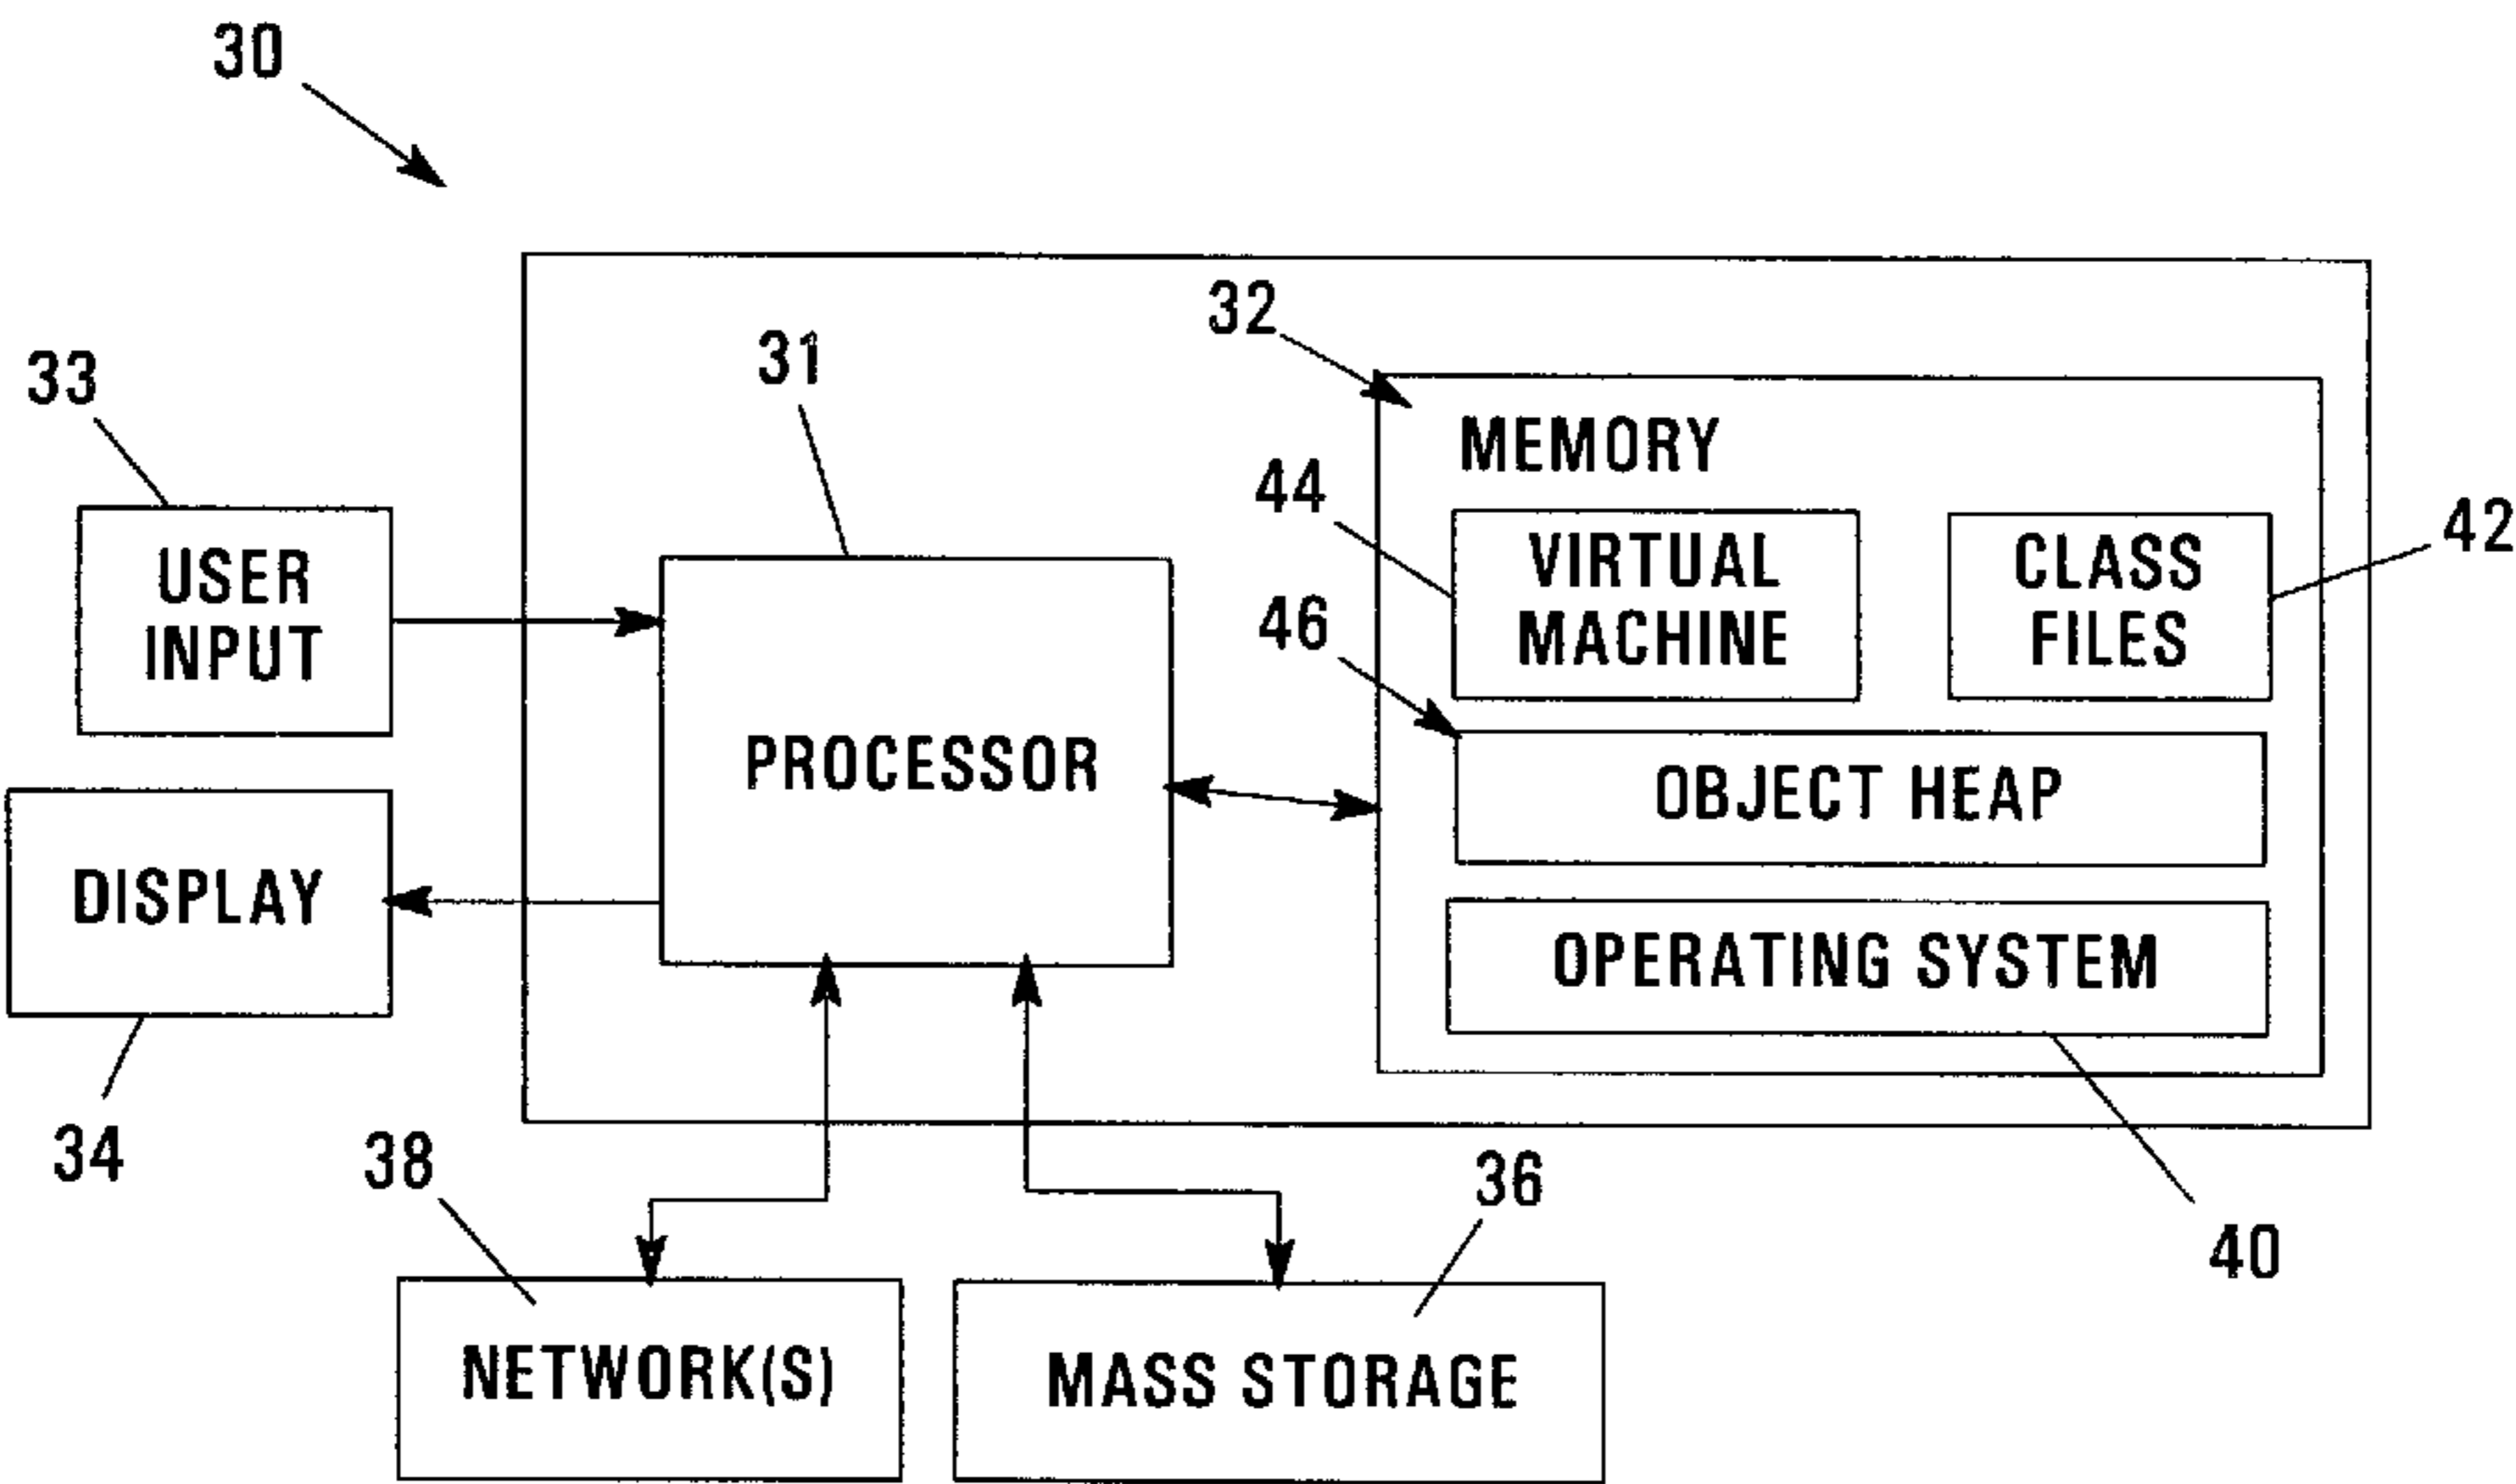 30
32
31
33
MEMORY
44
42
VIRTUAL
MACHINE
CLASS
FILES
USER
INPUT
46
PROCESSOR
OBJECT HEAP
DISPLAY
OPERATING SYSTEM
34
38
36
40
NETWORK(S)
MASS STORAGE